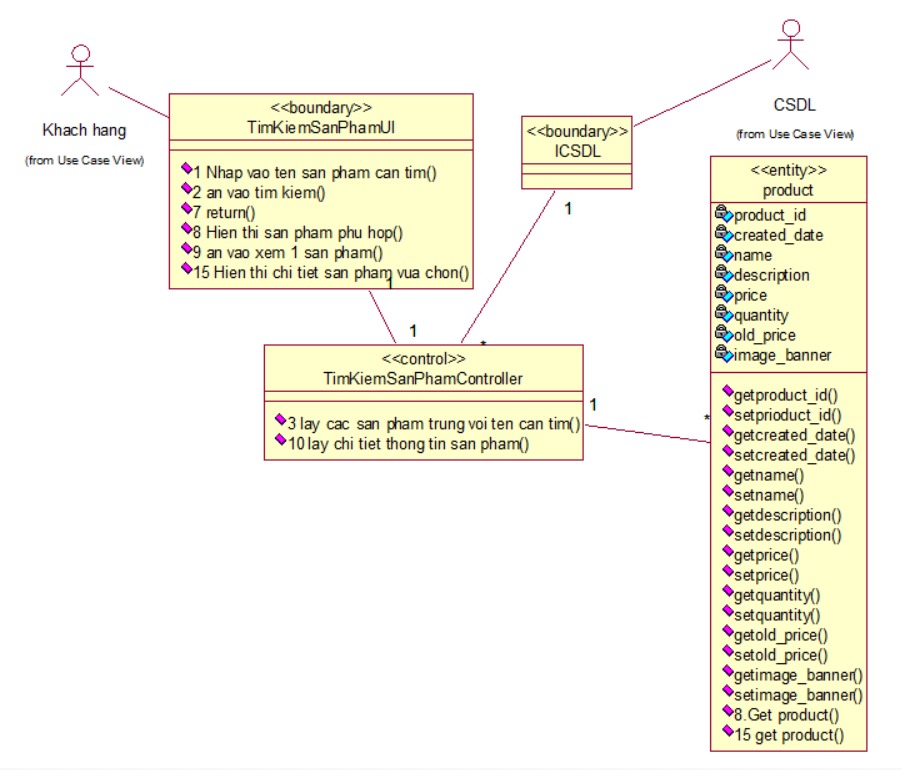 Khach hang
(from Use Case View)
<<boundary>>
TimKiemSanPhamUI
1 Nhap vao ten san pham can tim()
2 an vao tim kiem()
7 return()
8 Hien thi san pham phu hop()
9 an vao xem 1 san pham()
15 Hien thi chi tiet san pham vua chon()
1
1
<<boundary>>
ICSDL
1
*
CSDL
(from Use Case View)
<<control>>
TimKiemSanPhamController
3 lay cac san pham trung voi ten can tim()
10 lay chi tiet thong tin san pham()
1
*
<<entity>>
product
product_id
created_date
name
description
price
quantity
old_price
image_banner
getproduct_id()
setprioduct_id()
getcreated_date()
setcreated_date()
getname()
setname()
getdescription()
setdescription()
getprice()
setprice()
getquantity()
setquantity()
getold_price()
setold_price()
getimage_banner()
setimage_banner()
8.Get product()
15 get product()